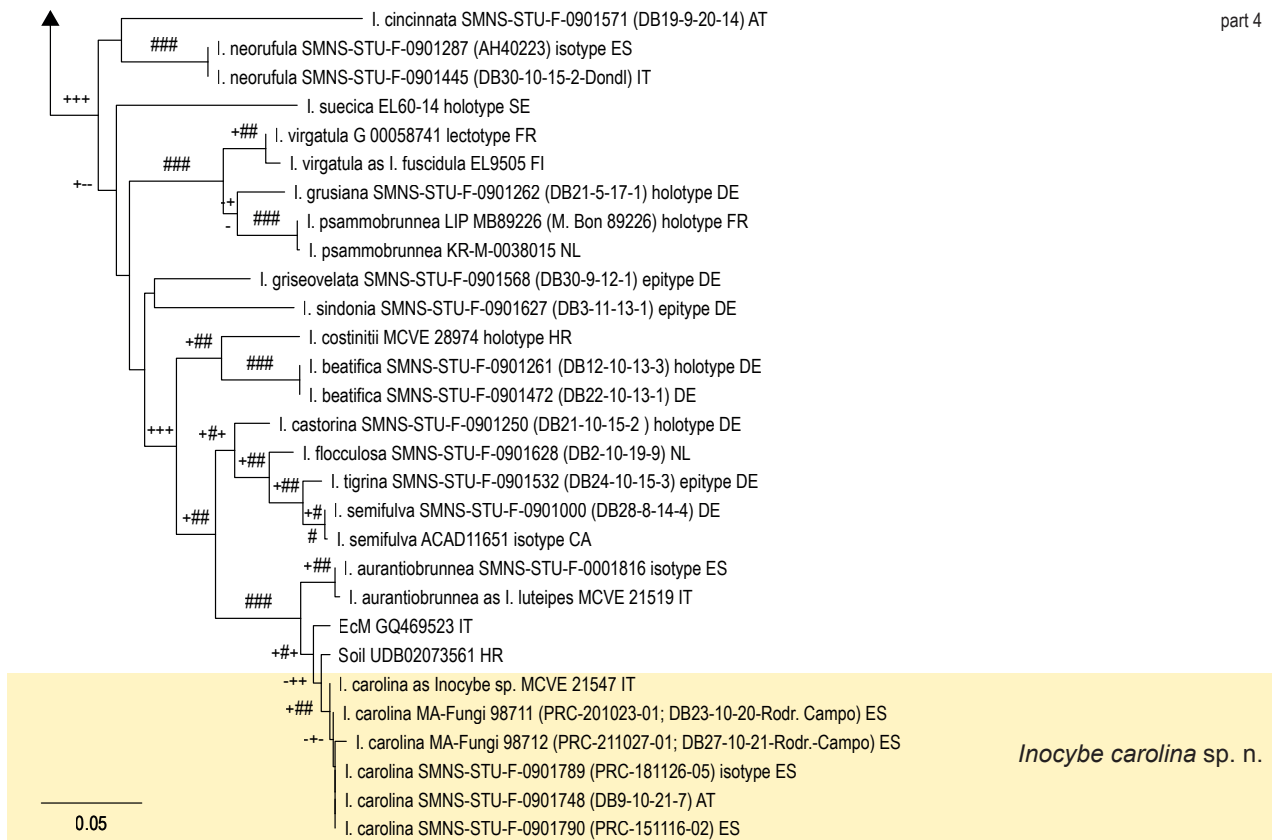 I. cincinnata SMNS-STU-F-0901571 (DB19-9-20-14) AT
part 4
###
I. neorufula SMNS-STU-F-0901287 (AH40223) isotype ES
I. neorufula SMNS-STU-F-0901445 (DB30-10-15-2-Dondl) IT
+++
I. suecica EL60-14 holotype SE
+##
I. virgatula G 00058741 lectotype FR
###
I. virgatula as I. fuscidula EL9505 FI
+--
I. grusiana SMNS-STU-F-0901262 (DB21-5-17-1) holotype DE
-+
-
###
I. psammobrunnea LIP MB89226 (M. Bon 89226) holotype FR
I. psammobrunnea KR-M-0038015 NL
I. griseovelata SMNS-STU-F-0901568 (DB30-9-12-1) epitype DE
I. sindonia SMNS-STU-F-0901627 (DB3-11-13-1) epitype DE
+##
I. costinitii MCVE 28974 holotype HR
###
I. beatifica SMNS-STU-F-0901261 (DB12-10-13-3) holotype DE
I. beatifica SMNS-STU-F-0901472 (DB22-10-13-1) DE
+++
+#+
I. castorina SMNS-STU-F-0901250 (DB21-10-15-2 ) holotype DE
+##
I. flocculosa SMNS-STU-F-0901628 (DB2-10-19-9) NL
+##
I. tigrina SMNS-STU-F-0901532 (DB24-10-15-3) epitype DE
+##
+#
I. semifulva SMNS-STU-F-0901000 (DB28-8-14-4) DE
#
I. semifulva ACAD11651 isotype CA
+##
I. aurantiobrunnea SMNS-STU-F-0001816 isotype ES
###
I. aurantiobrunnea as I. luteipes MCVE 21519 IT
EcM GQ469523 IT
+#+
Soil UDB02073561 HR
-++
I. carolina as Inocybe sp. MCVE 21547 IT
+##
I. carolina MA-Fungi 98711 (PRC-201023-01; DB23-10-20-Rodr. Campo) ES
-+-
I. carolina MA-Fungi 98712 (PRC-211027-01; DB27-10-21-Rodr.-Campo) ES
Inocybe carolina sp. n.
I. carolina SMNS-STU-F-0901789 (PRC-181126-05) isotype ES
I. carolina SMNS-STU-F-0901748 (DB9-10-21-7) AT
0.05
I. carolina SMNS-STU-F-0901790 (PRC-151116-02) ES